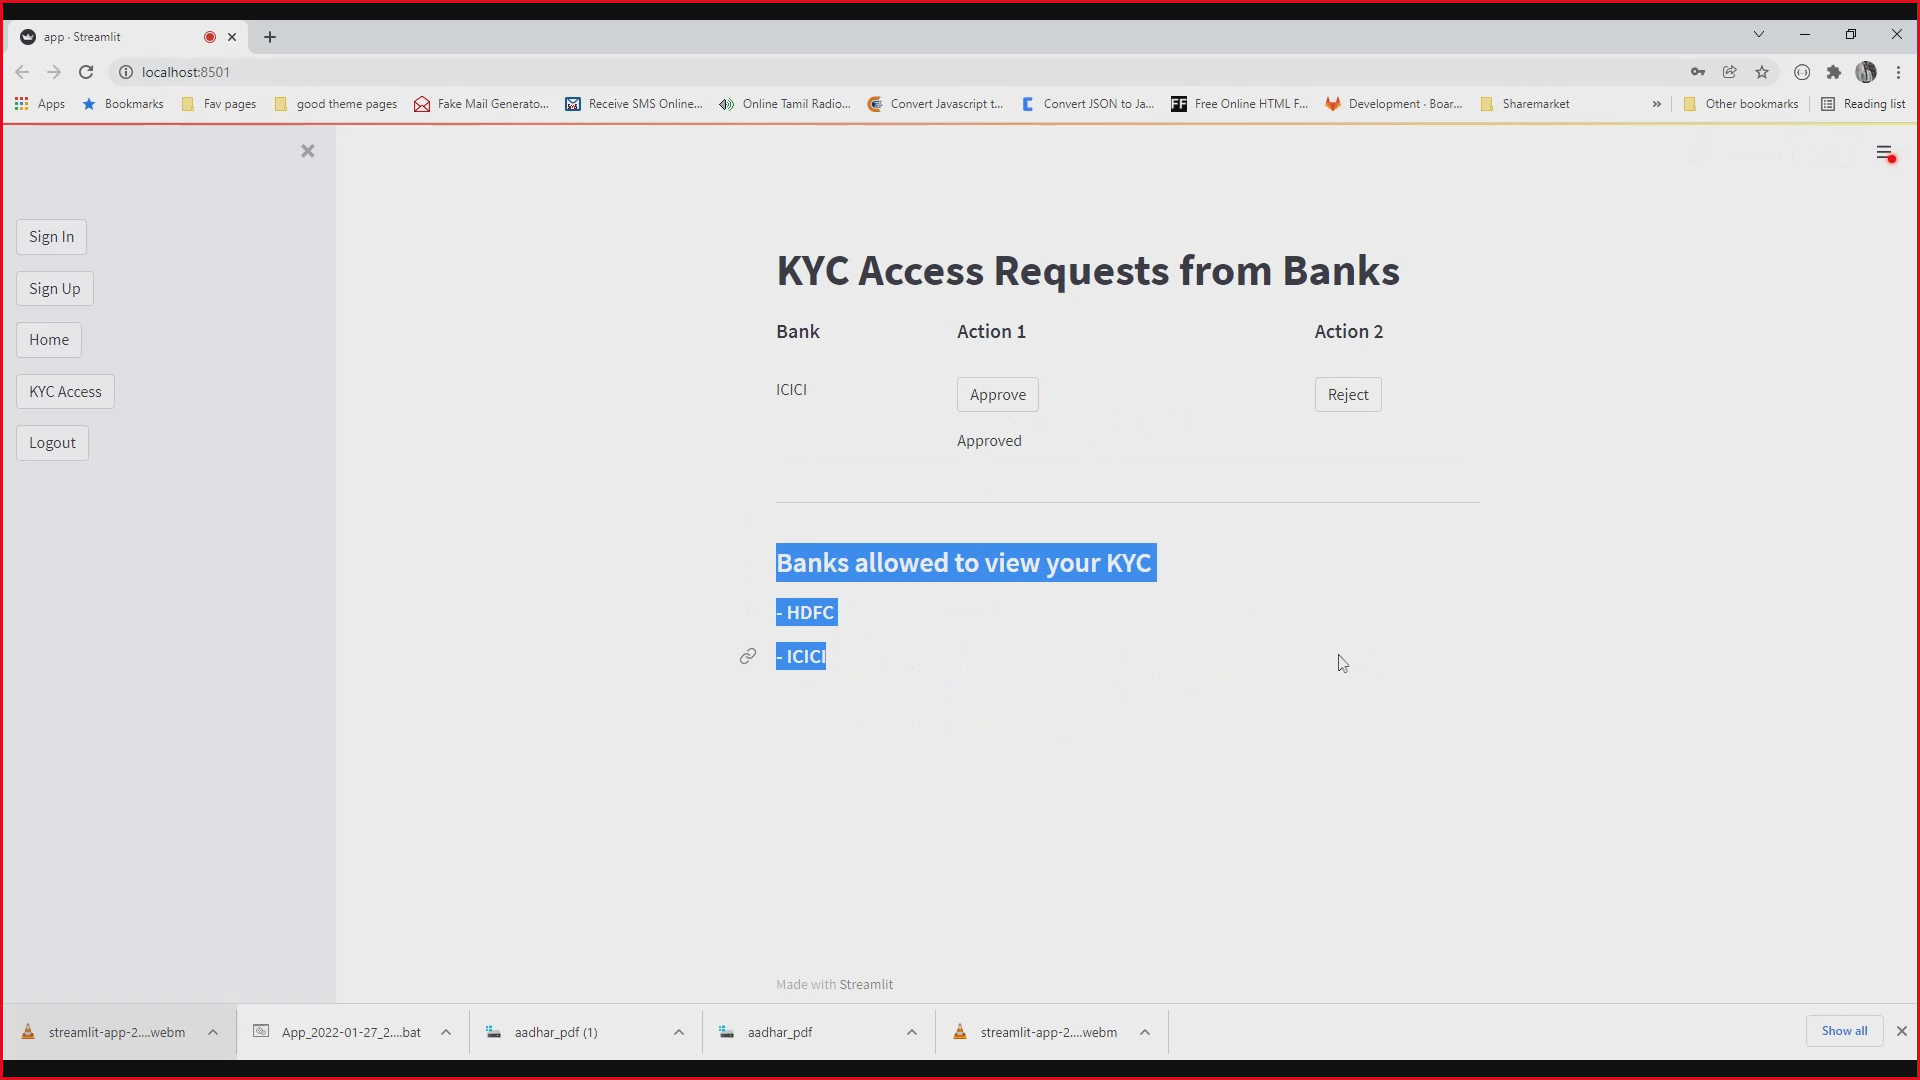 app · Streamlit
localhost:8501
Apps
Bookmarks
Fav pages
good theme pages
Fake Mail Generato...
Receive SMS Online...
Online Tamil Radio...
Convert Javascript t...
Convert JSON to Ja...
FF
Free Online HTML F...
Development · Boar...
Sharemarket
»
Other bookmarks
Reading list
Sign In
Sign Up
Home
KYC Access
Logout
KYC Access Requests from Banks
Bank Action 1 Action 2
ICICI Approve Reject
Approved
Banks allowed to view your KYC
- HDFC
- ICICI
Made with Streamlit
streamlit-app-2....webm
App_2022-01-27_2....bat
aadhar_pdf (1)
aadhar_pdf
streamlit-app-2....webm
Show all